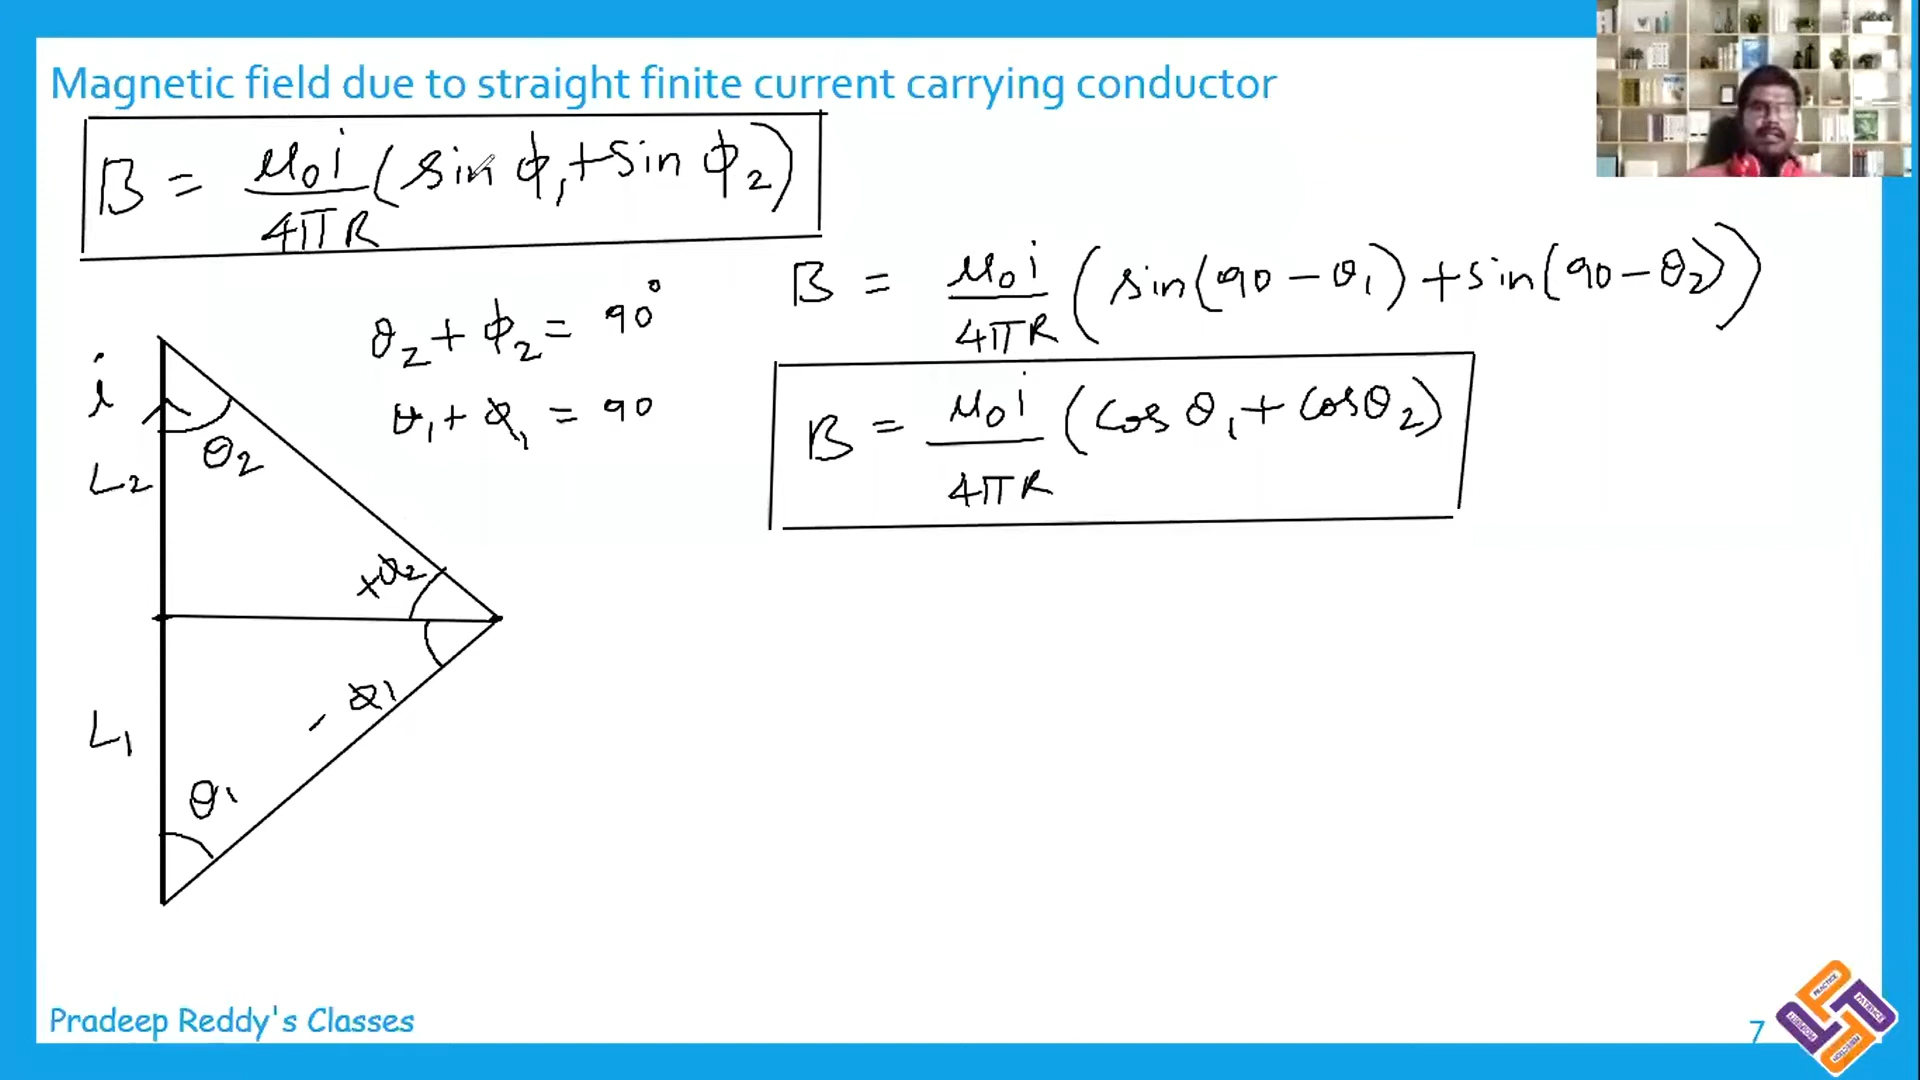 Magnetic field due to straight finite current carrying conductor
B = μ₀i/4πR (sin ϕ₁ + sin ϕ₂)
B = μ₀i/4πR (sin(90 − θ₁) + sin(90 − θ₂))
θ₂ + ϕ₂ = 90°
θ₁ + ϕ₁ = 90
B = μ₀i/4πR (cos θ₁ + cos θ₂)
i
θ₂
L₂
+ϕ₂
− ϕ₁
L₁
θ₁
Pradeep Reddy's Classes
7
PRACTICE
PATIENCE